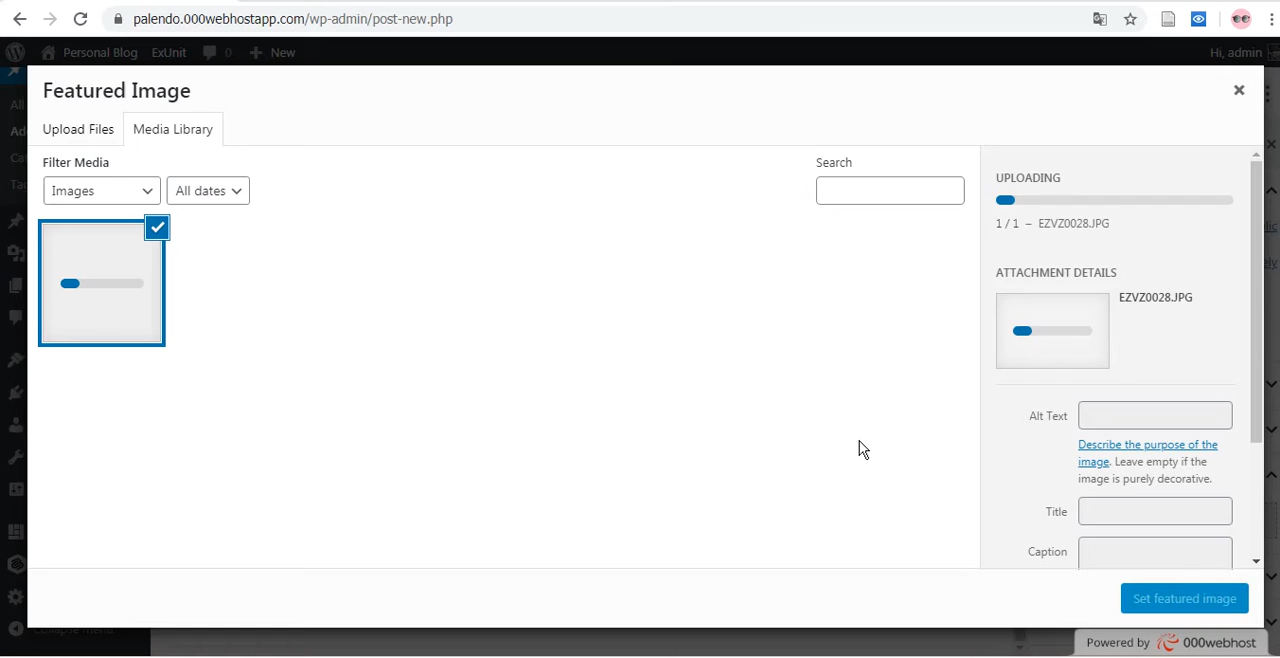 palendo.000webhostapp.com/wp-admin/post-new.php
Personal Blog ExUnit 0 New
Hi, admin
Featured Image
Upload Files Media Library
Filter Media
Search
Images All dates
UPLOADING
1 / 1 – EZVZ0028.JPG
ATTACHMENT DETAILS
EZVZ0028.JPG
Alt Text
Describe the purpose of the
image. Leave empty if the
image is purely decorative.
Title
Caption
Set featured image
All
Collapse menu
Powered by 000webhost